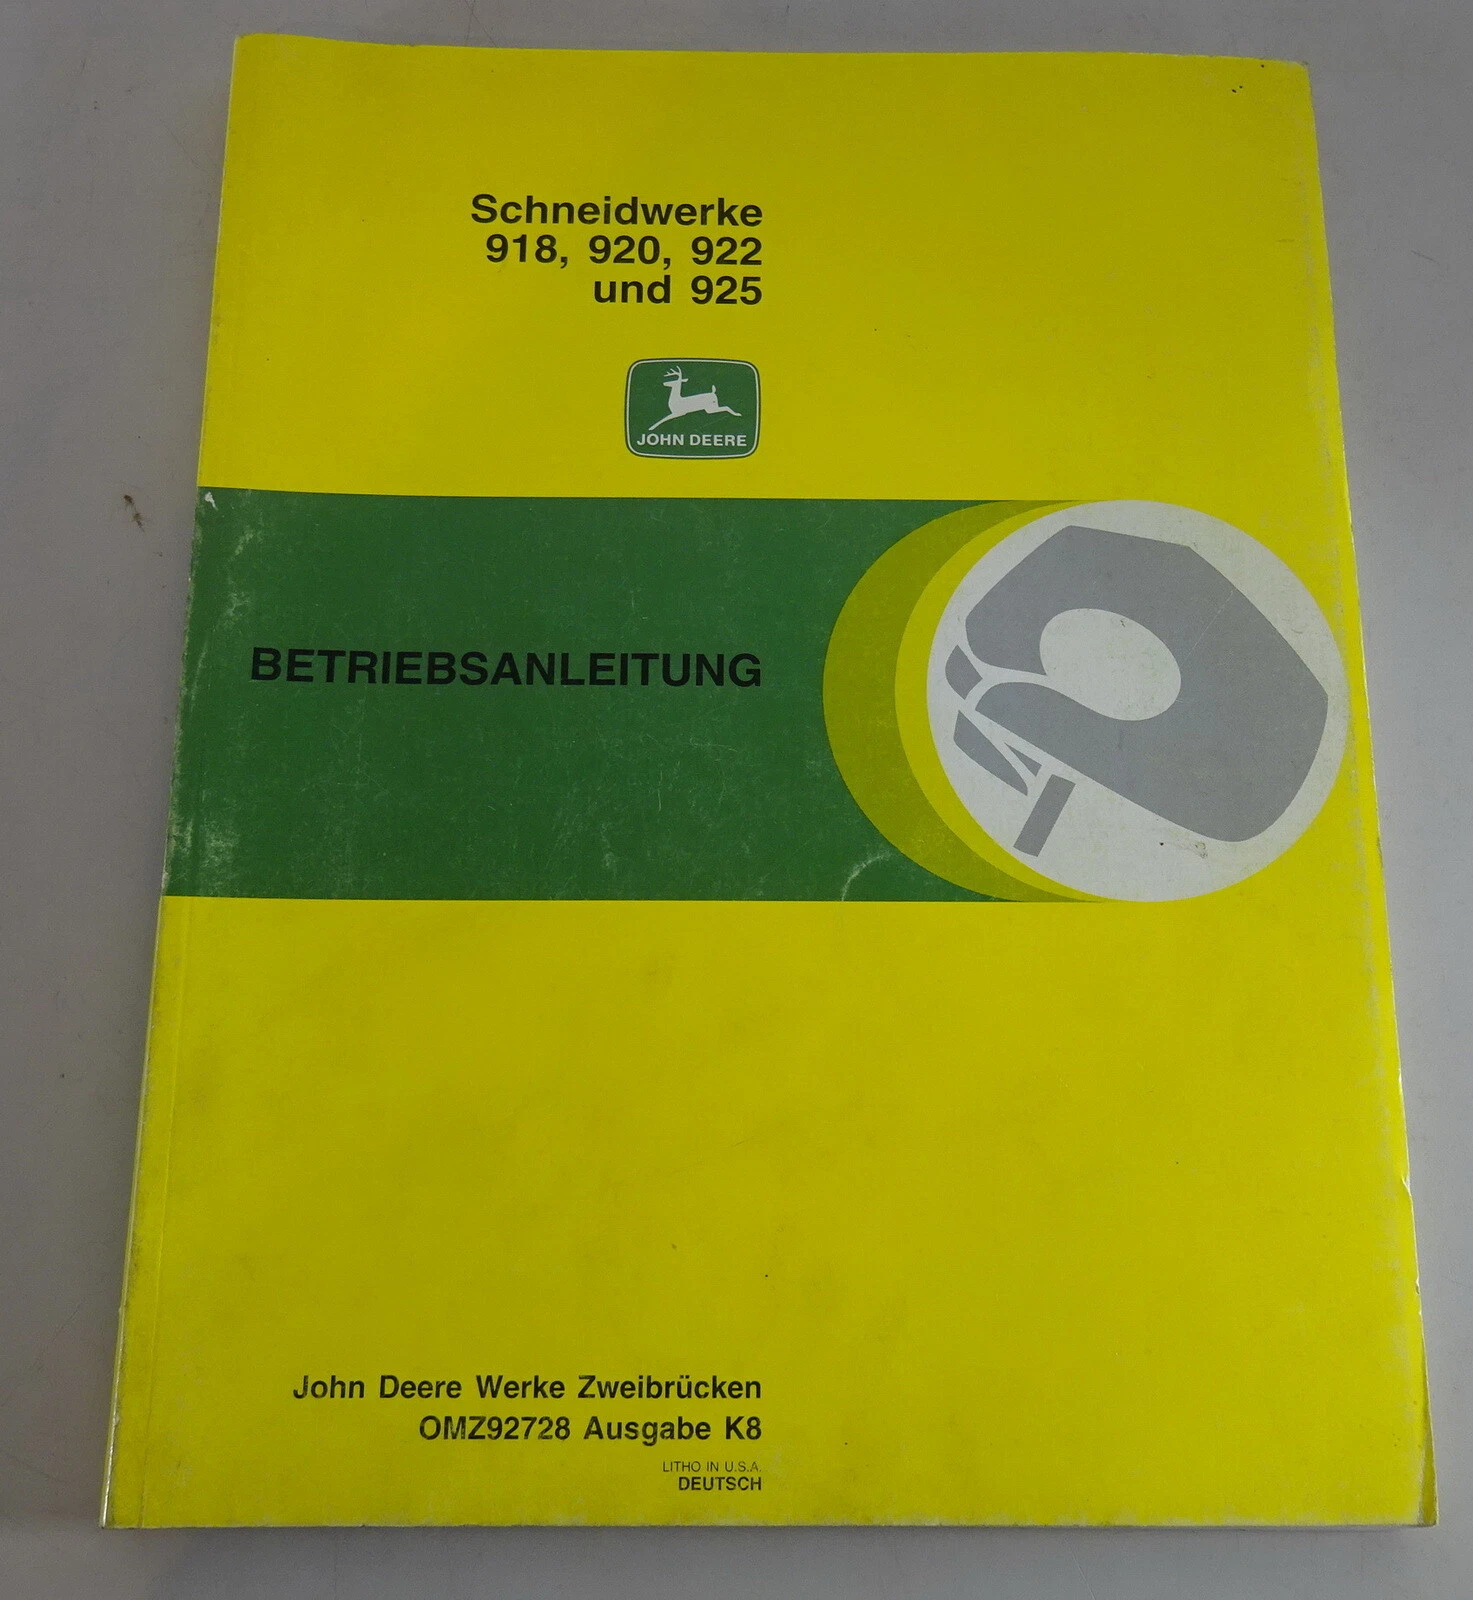 Schneidwerke
918, 920, 922
und 925
JOHN DEERE
BETRIEBSANLEITUNG
John Deere Werke Zweibrücken
OMZ92728 Ausgabe K8
LITHO IN U.S.A.
DEUTSCH